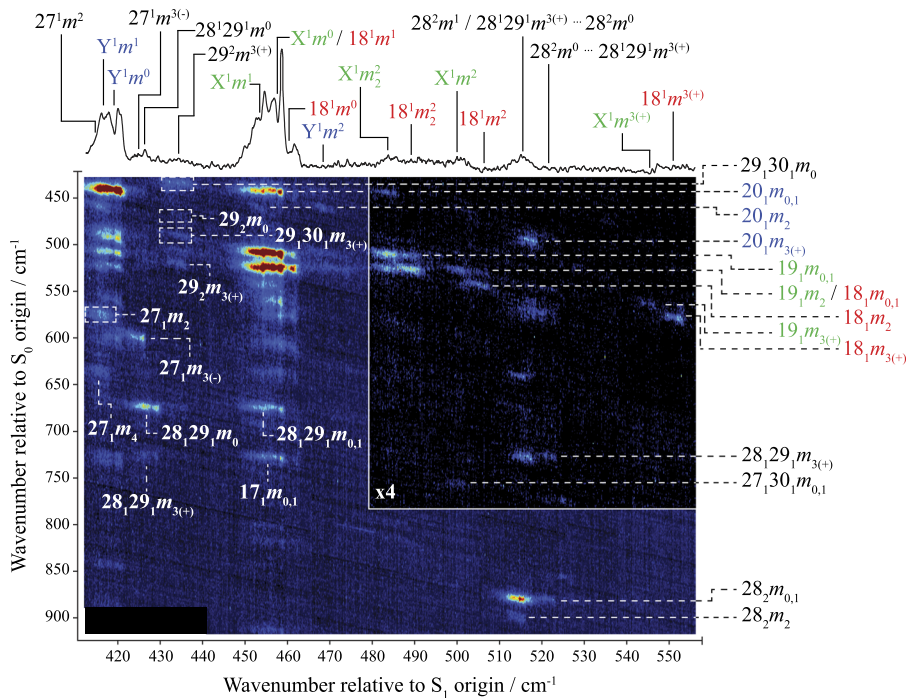 27¹m² 27¹m³⁽⁻⁾ 28¹29¹m⁰ 28²m¹ / 28¹29¹m³⁽⁺⁾ ... 28²m⁰
Y¹m¹ 29²m³⁽⁺⁾ X¹m⁰ / 18¹m¹ 28²m⁰ ... 28¹29¹m³⁽⁺⁾
Y¹m⁰ X¹m¹ 18¹m⁰ X¹m²₂ X¹m² 18¹m³⁽⁺⁾
Y¹m² 18¹m²₂ 18¹m² X¹m³⁽⁺⁾
29₁30₁m₀
20₁m₀,₁
20₁m₂
20₁m₃₍₊₎
19₁m₀,₁
19₁m₂ / 18₁m₀,₁
18₁m₂
19₁m₃₍₊₎
18₁m₃₍₊₎
28₁29₁m₃₍₊₎
27₁30₁m₀,₁
28₂m₀,₁
28₂m₂
29₂m₀
29₁30₁m₃₍₊₎
29₂m₃₍₊₎
27₁m₂
27₁m₃₍₋₎
27₁m₄
28₁29₁m₀
28₁29₁m₀,₁
28₁29₁m₃₍₊₎
17₁m₀,₁
x4
Wavenumber relative to S₀ origin / cm⁻¹
450
500
550
600
650
700
750
800
850
900
420 430 440 450 460 470 480 490 500 510 520 530 540 550
Wavenumber relative to S₁ origin / cm⁻¹